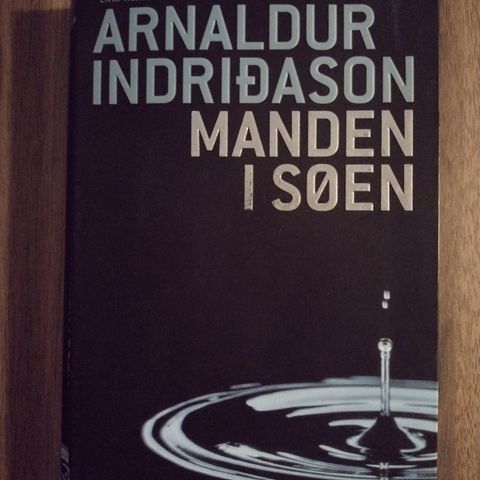 ARNALDUR
INDRIÐASON
MANDEN
I SØEN